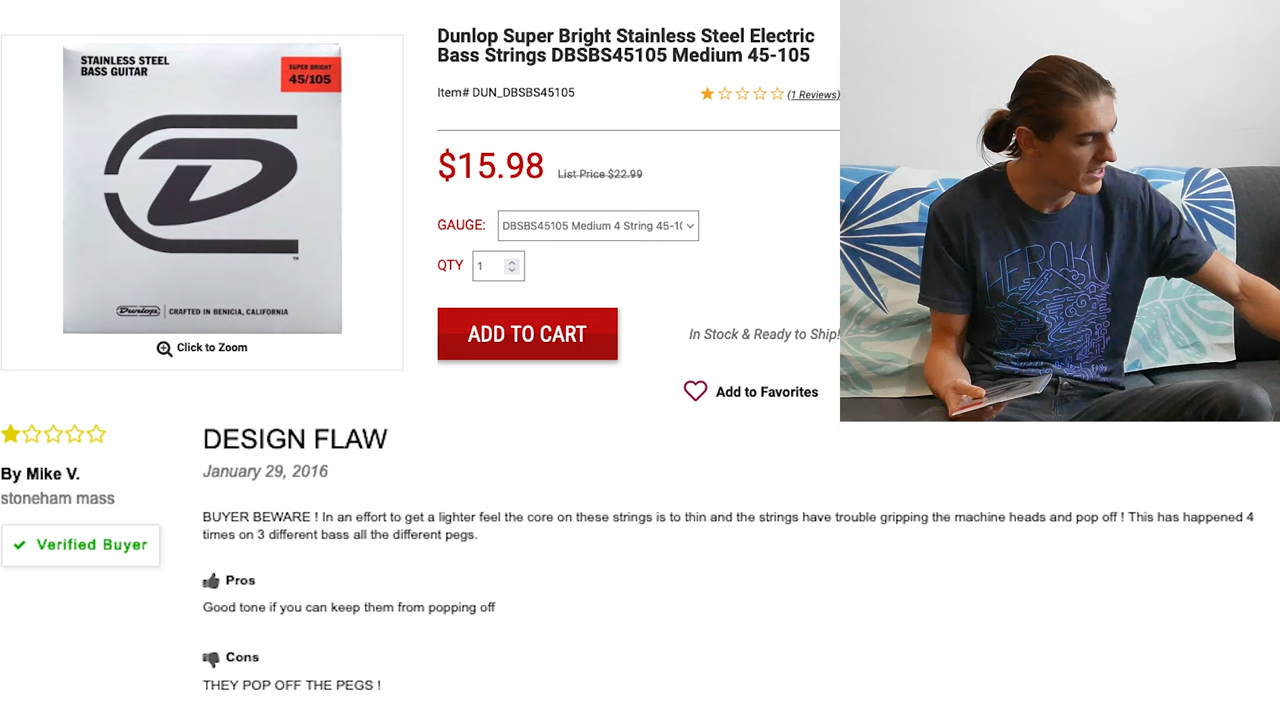 STAINLESS STEEL
BASS GUITAR
SUPER BRIGHT
45/105
TM
Dunlop
CRAFTED IN BENICIA, CALIFORNIA
Click to Zoom
Dunlop Super Bright Stainless Steel Electric
Bass Strings DBSBS45105 Medium 45-105
Item# DUN_DBSBS45105
(1 Reviews)
$15.98 List Price $22.99
GAUGE: DBSBS45105 Medium 4 String 45-10
QTY 1
ADD TO CART
In Stock & Ready to Ship!
Add to Favorites
HEROKU
By Mike V.
stoneham mass
Verified Buyer
DESIGN FLAW
January 29, 2016
BUYER BEWARE ! In an effort to get a lighter feel the core on these strings is to thin and the strings have trouble gripping the machine heads and pop off ! This has happened 4
times on 3 different bass all the different pegs.
Pros
Good tone if you can keep them from popping off
Cons
THEY POP OFF THE PEGS !